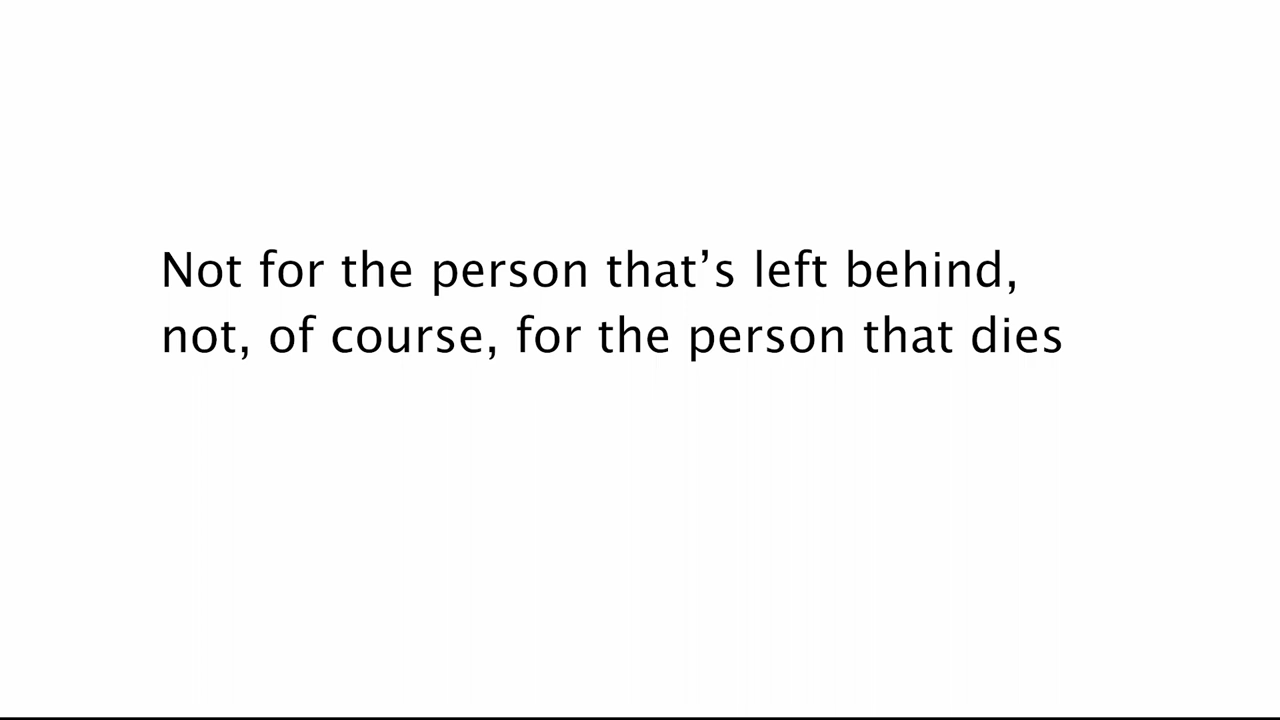 Not for the person that’s left behind,
not, of course, for the person that dies